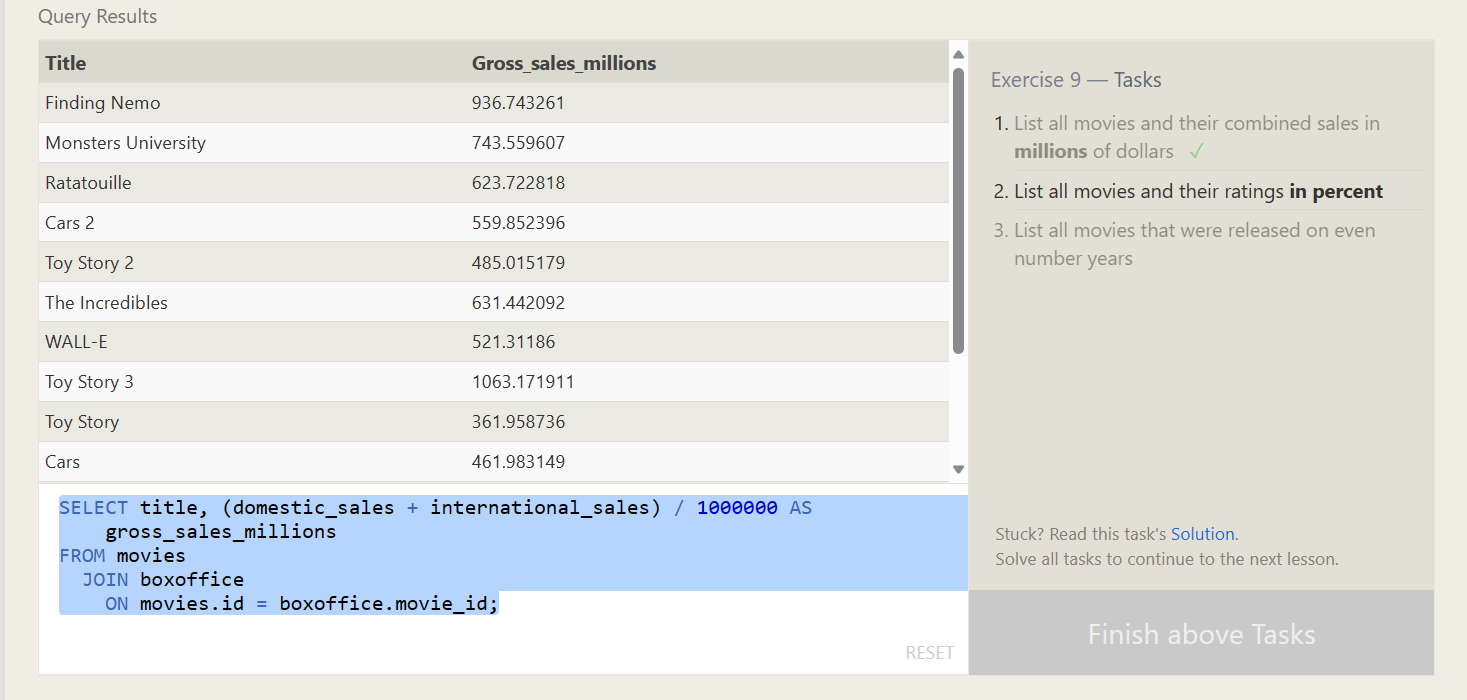 Query Results
Title Gross_sales_millions
Finding Nemo 936.743261
Monsters University 743.559607
Ratatouille 623.722818
Cars 2 559.852396
Toy Story 2 485.015179
The Incredibles 631.442092
WALL-E 521.31186
Toy Story 3 1063.171911
Toy Story 361.958736
Cars 461.983149
SELECT title, (domestic_sales + international_sales) / 1000000 AS
gross_sales_millions
FROM movies
JOIN boxoffice
ON movies.id = boxoffice.movie_id;
RESET
Exercise 9 — Tasks
1. List all movies and their combined sales in
millions of dollars ✓
2. List all movies and their ratings in percent
3. List all movies that were released on even
number years
Stuck? Read this task's Solution.
Solve all tasks to continue to the next lesson.
Finish above Tasks